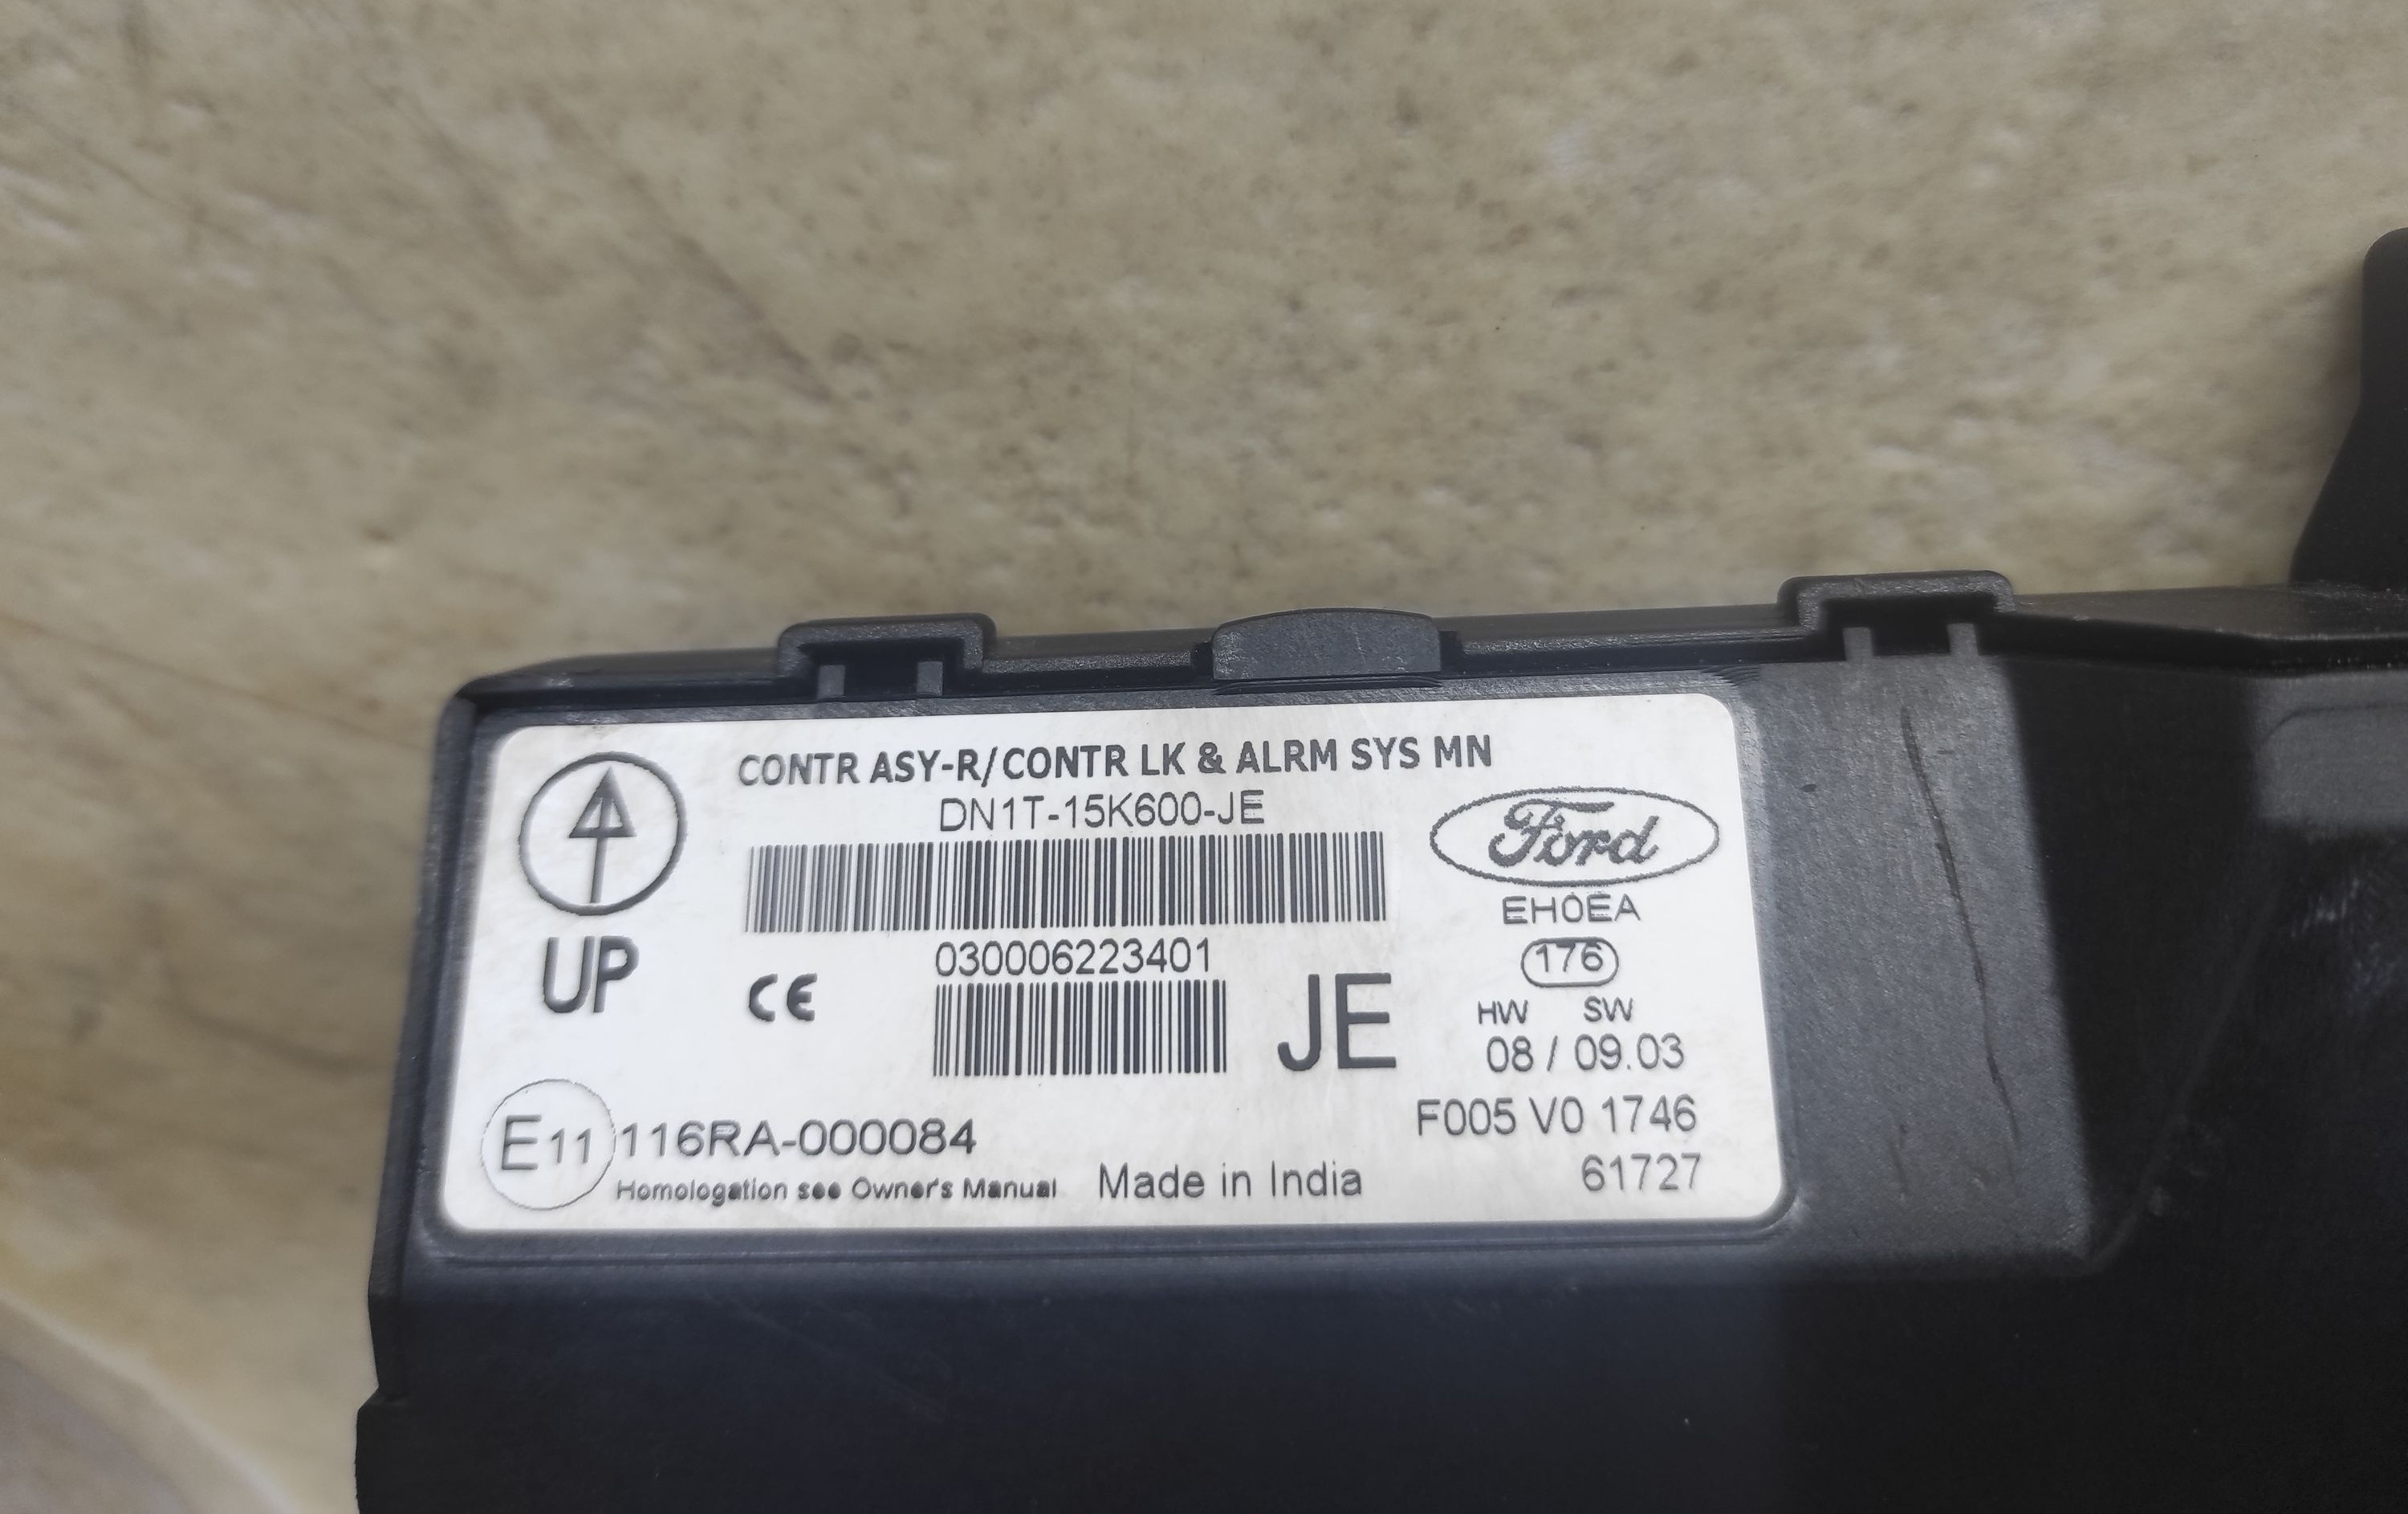 CONTR ASY-R/CONTR LK & ALRM SYS MN
DN1T-15K600-JE
Ford
EH0EA
UP
030006223401
176
CE
JE
HW SW
08 / 09.03
E11 116RA-000084
F005 V0 1746
Homologation see Owner's Manual
Made in India
61727